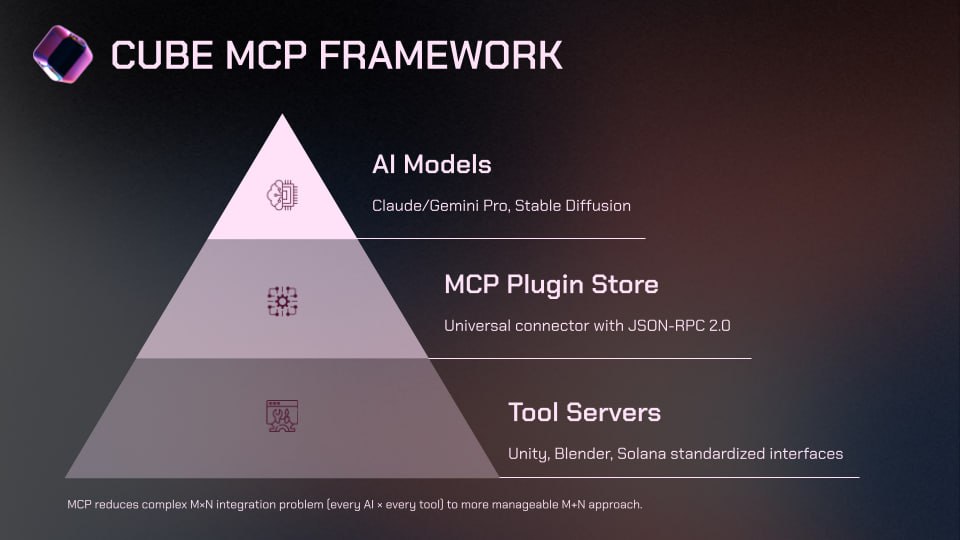 CUBE MCP FRAMEWORK
AI Models
Claude/Gemini Pro, Stable Diffusion
MCP Plugin Store
Universal connector with JSON-RPC 2.0
Tool Servers
Unity, Blender, Solana standardized interfaces
MCP reduces complex M×N integration problem (every AI × every tool) to more manageable M+N approach.